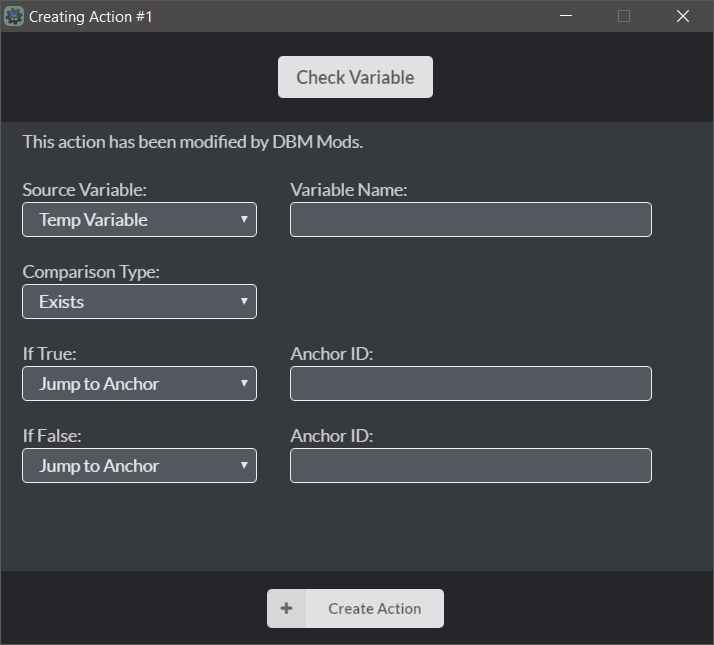 Creating Action #1
Check Variable
This action has been modified by DBM Mods.
Source Variable: Variable Name:
Temp Variable
Comparison Type:
Exists
If True: Anchor ID:
Jump to Anchor
If False: Anchor ID:
Jump to Anchor
Create Action